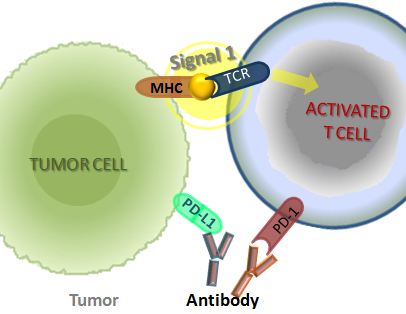 Signal 1
MHC
TCR
ACTIVATED
T CELL
TUMOR CELL
PD-L1
PD-1
Tumor
Antibody